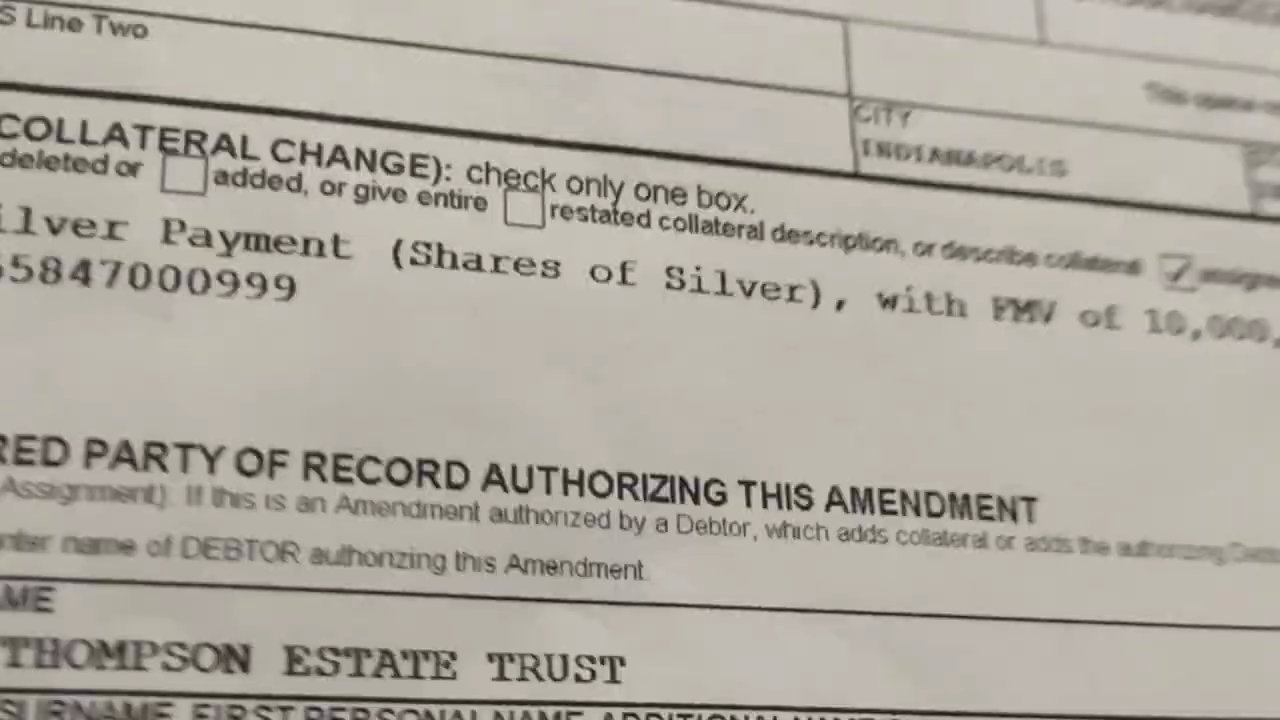 S Line Two
CITY
INDIANAPOLIS
COLLATERAL CHANGE): check only one box.
deleted or added, or give entire restated collateral description, or describe collateral
ilver Payment (Shares of Silver), with FMV of 10,000,
5847000999
RED PARTY OF RECORD AUTHORIZING THIS AMENDMENT
Assignment). If this is an Amendment authorized by a Debtor, which adds collateral or adds the authorizing
nter name of DEBTOR authorizing this Amendment.
ME
THOMPSON ESTATE TRUST